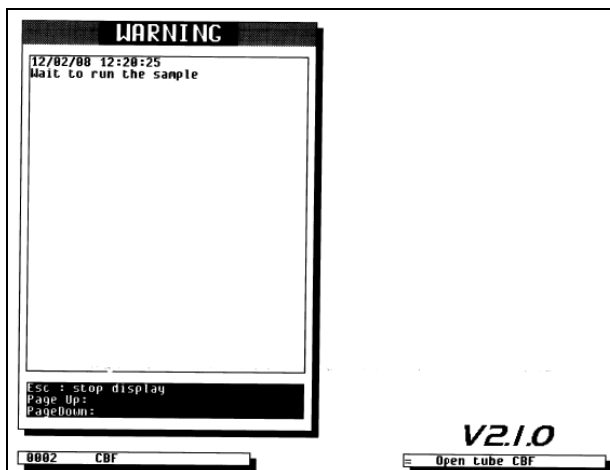 WARNING
12/02/08 12:20:25
Wait to run the sample
Esc : stop display
Page Up:
PageDown:
V2.1.0
0002 CBF
= Open tube CBF